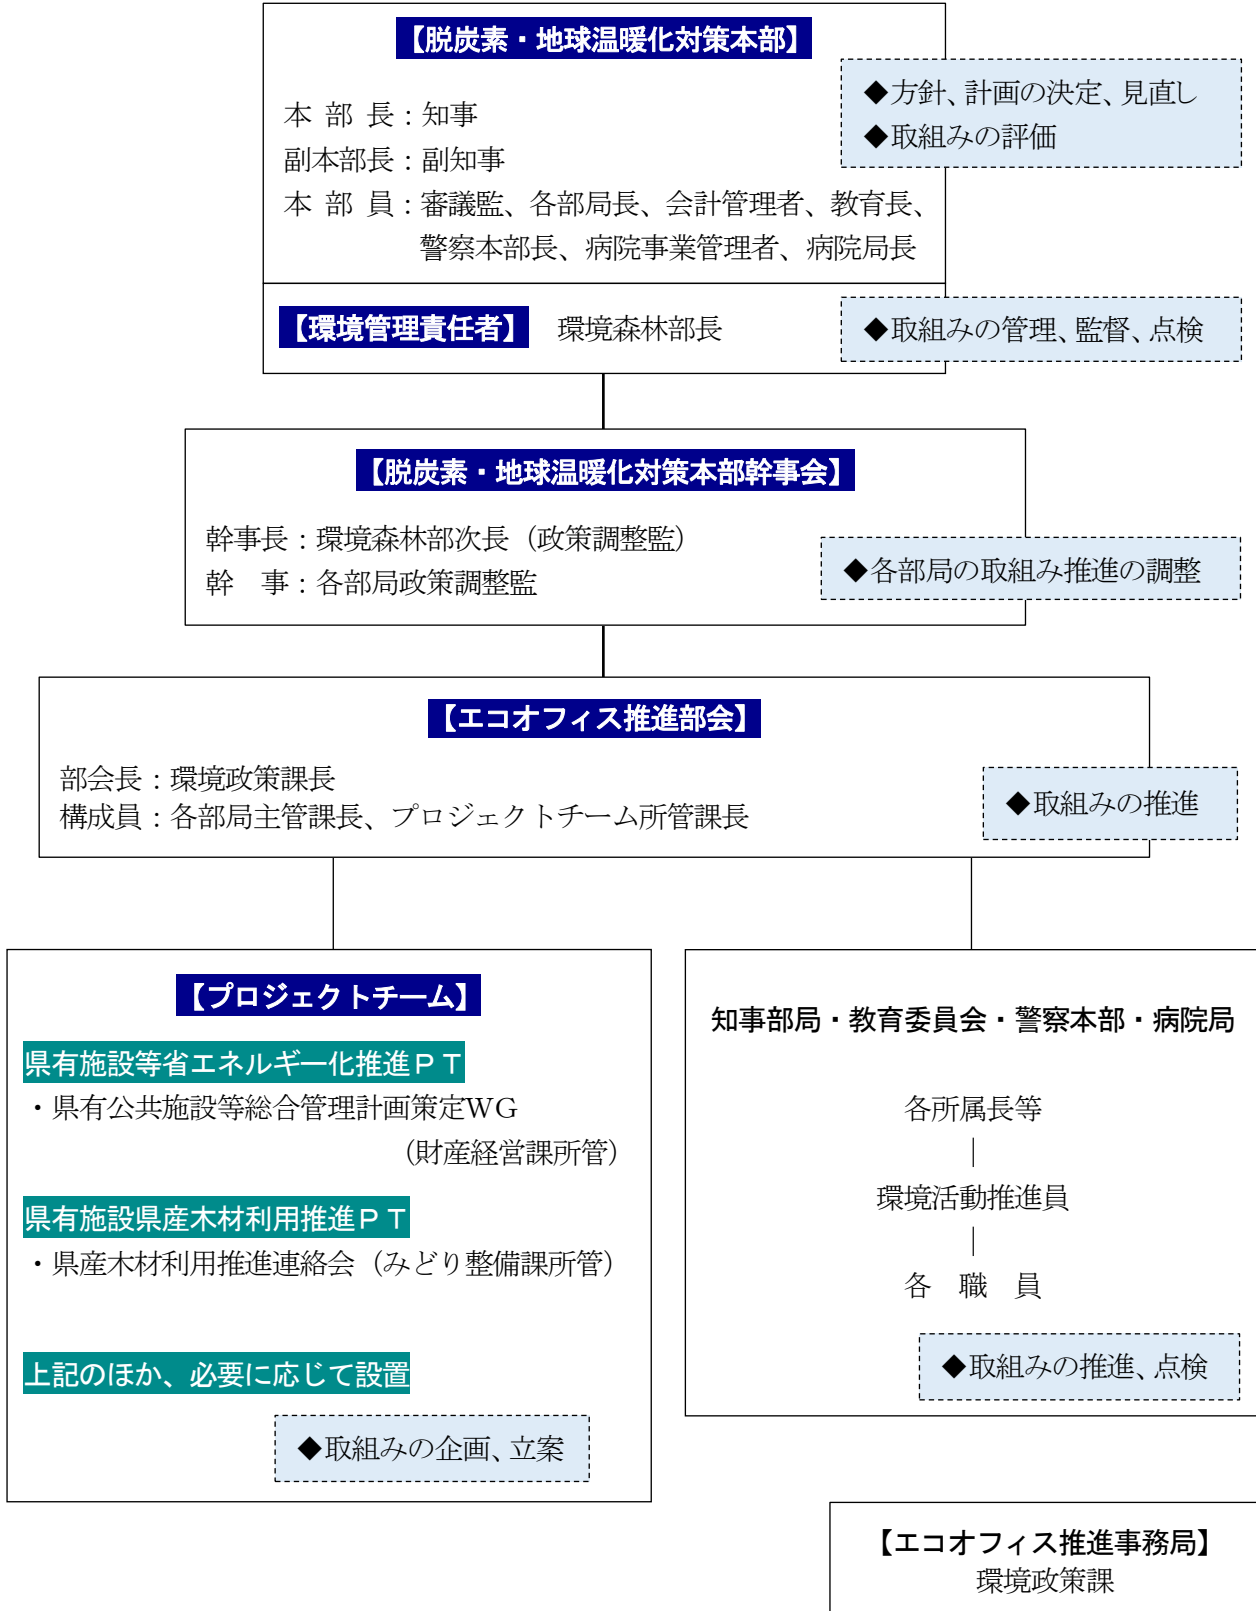 【脱炭素・地球温暖化対策本部】
◆方針、計画の決定、見直し
◆取組みの評価
本 部 長：知事
副本部長：副知事
本 部 員：審議監、各部局長、会計管理者、教育長、
警察本部長、病院事業管理者、病院局長
【環境管理責任者】 環境森林部長
◆取組みの管理、監督、点検
【脱炭素・地球温暖化対策本部幹事会】
幹事長：環境森林部次長（政策調整監）
幹　事：各部局政策調整監
◆各部局の取組み推進の調整
【エコオフィス推進部会】
部会長：環境政策課長
構成員：各部局主管課長、プロジェクトチーム所管課長
◆取組みの推進
【プロジェクトチーム】
県有施設等省エネルギー化推進ＰＴ
・県有公共施設等総合管理計画策定WG
（財産経営課所管）
県有施設県産木材利用推進ＰＴ
・県産木材利用推進連絡会（みどり整備課所管）
上記のほか、必要に応じて設置
◆取組みの企画、立案
知事部局・教育委員会・警察本部・病院局
各所属長等
環境活動推進員
各　職　員
◆取組みの推進、点検
【エコオフィス推進事務局】
環境政策課